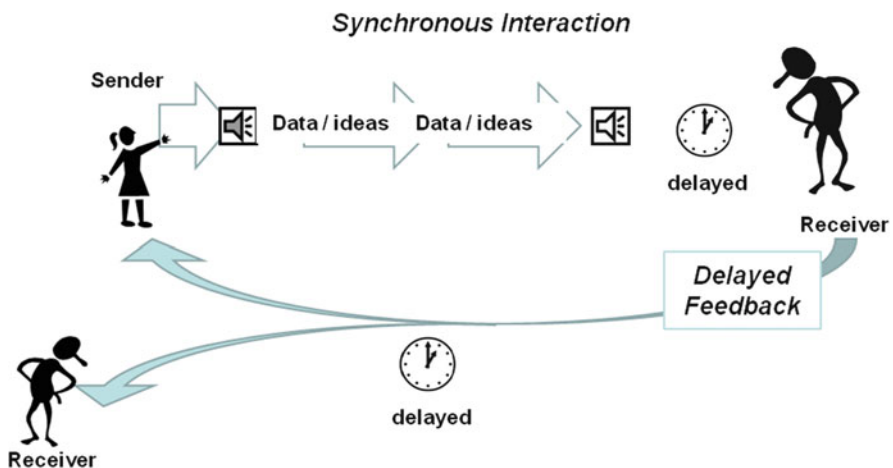 Synchronous Interaction
Sender
Data / ideas Data / ideas
delayed
Receiver
Delayed
Feedback
delayed
Receiver